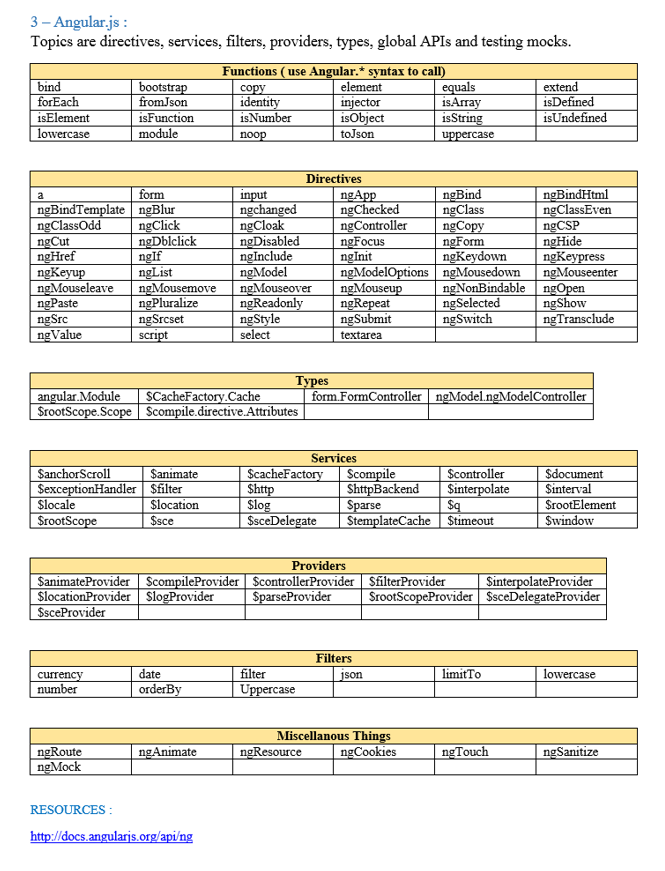 3 – Angular.js :
Topics are directives, services, filters, providers, types, global APIs and testing mocks.
Functions ( use Angular.* syntax to call)
bind bootstrap copy element equals extend
forEach fromJson identity injector isArray isDefined
isElement isFunction isNumber isObject isString isUndefined
lowercase module noop toJson uppercase
Directives
a form input ngApp ngBind ngBindHtml
ngBindTemplate ngBlur ngchanged ngChecked ngClass ngClassEven
ngClassOdd ngClick ngCloak ngController ngCopy ngCSP
ngCut ngDblclick ngDisabled ngFocus ngForm ngHide
ngHref ngIf ngInclude ngInit ngKeydown ngKeypress
ngKeyup ngList ngModel ngModelOptions ngMousedown ngMouseenter
ngMouseleave ngMousemove ngMouseover ngMouseup ngNonBindable ngOpen
ngPaste ngPluralize ngReadonly ngRepeat ngSelected ngShow
ngSrc ngSrcset ngStyle ngSubmit ngSwitch ngTransclude
ngValue script select textarea
Types
angular.Module $CacheFactory.Cache form.FormController ngModel.ngModelController
$rootScope.Scope $compile.directive.Attributes
Services
$anchorScroll $animate $cacheFactory $compile $controller $document
$exceptionHandler $filter $http $httpBackend $interpolate $interval
$locale $location $log $parse $q $rootElement
$rootScope $sce $sceDelegate $templateCache $timeout $window
Providers
$animateProvider $compileProvider $controllerProvider $filterProvider $interpolateProvider
$locationProvider $logProvider $parseProvider $rootScopeProvider $sceDelegateProvider
$sceProvider
Filters
currency date filter json limitTo lowercase
number orderBy Uppercase
Miscellanous Things
ngRoute ngAnimate ngResource ngCookies ngTouch ngSanitize
ngMock
RESOURCES :
http://docs.angularjs.org/api/ng